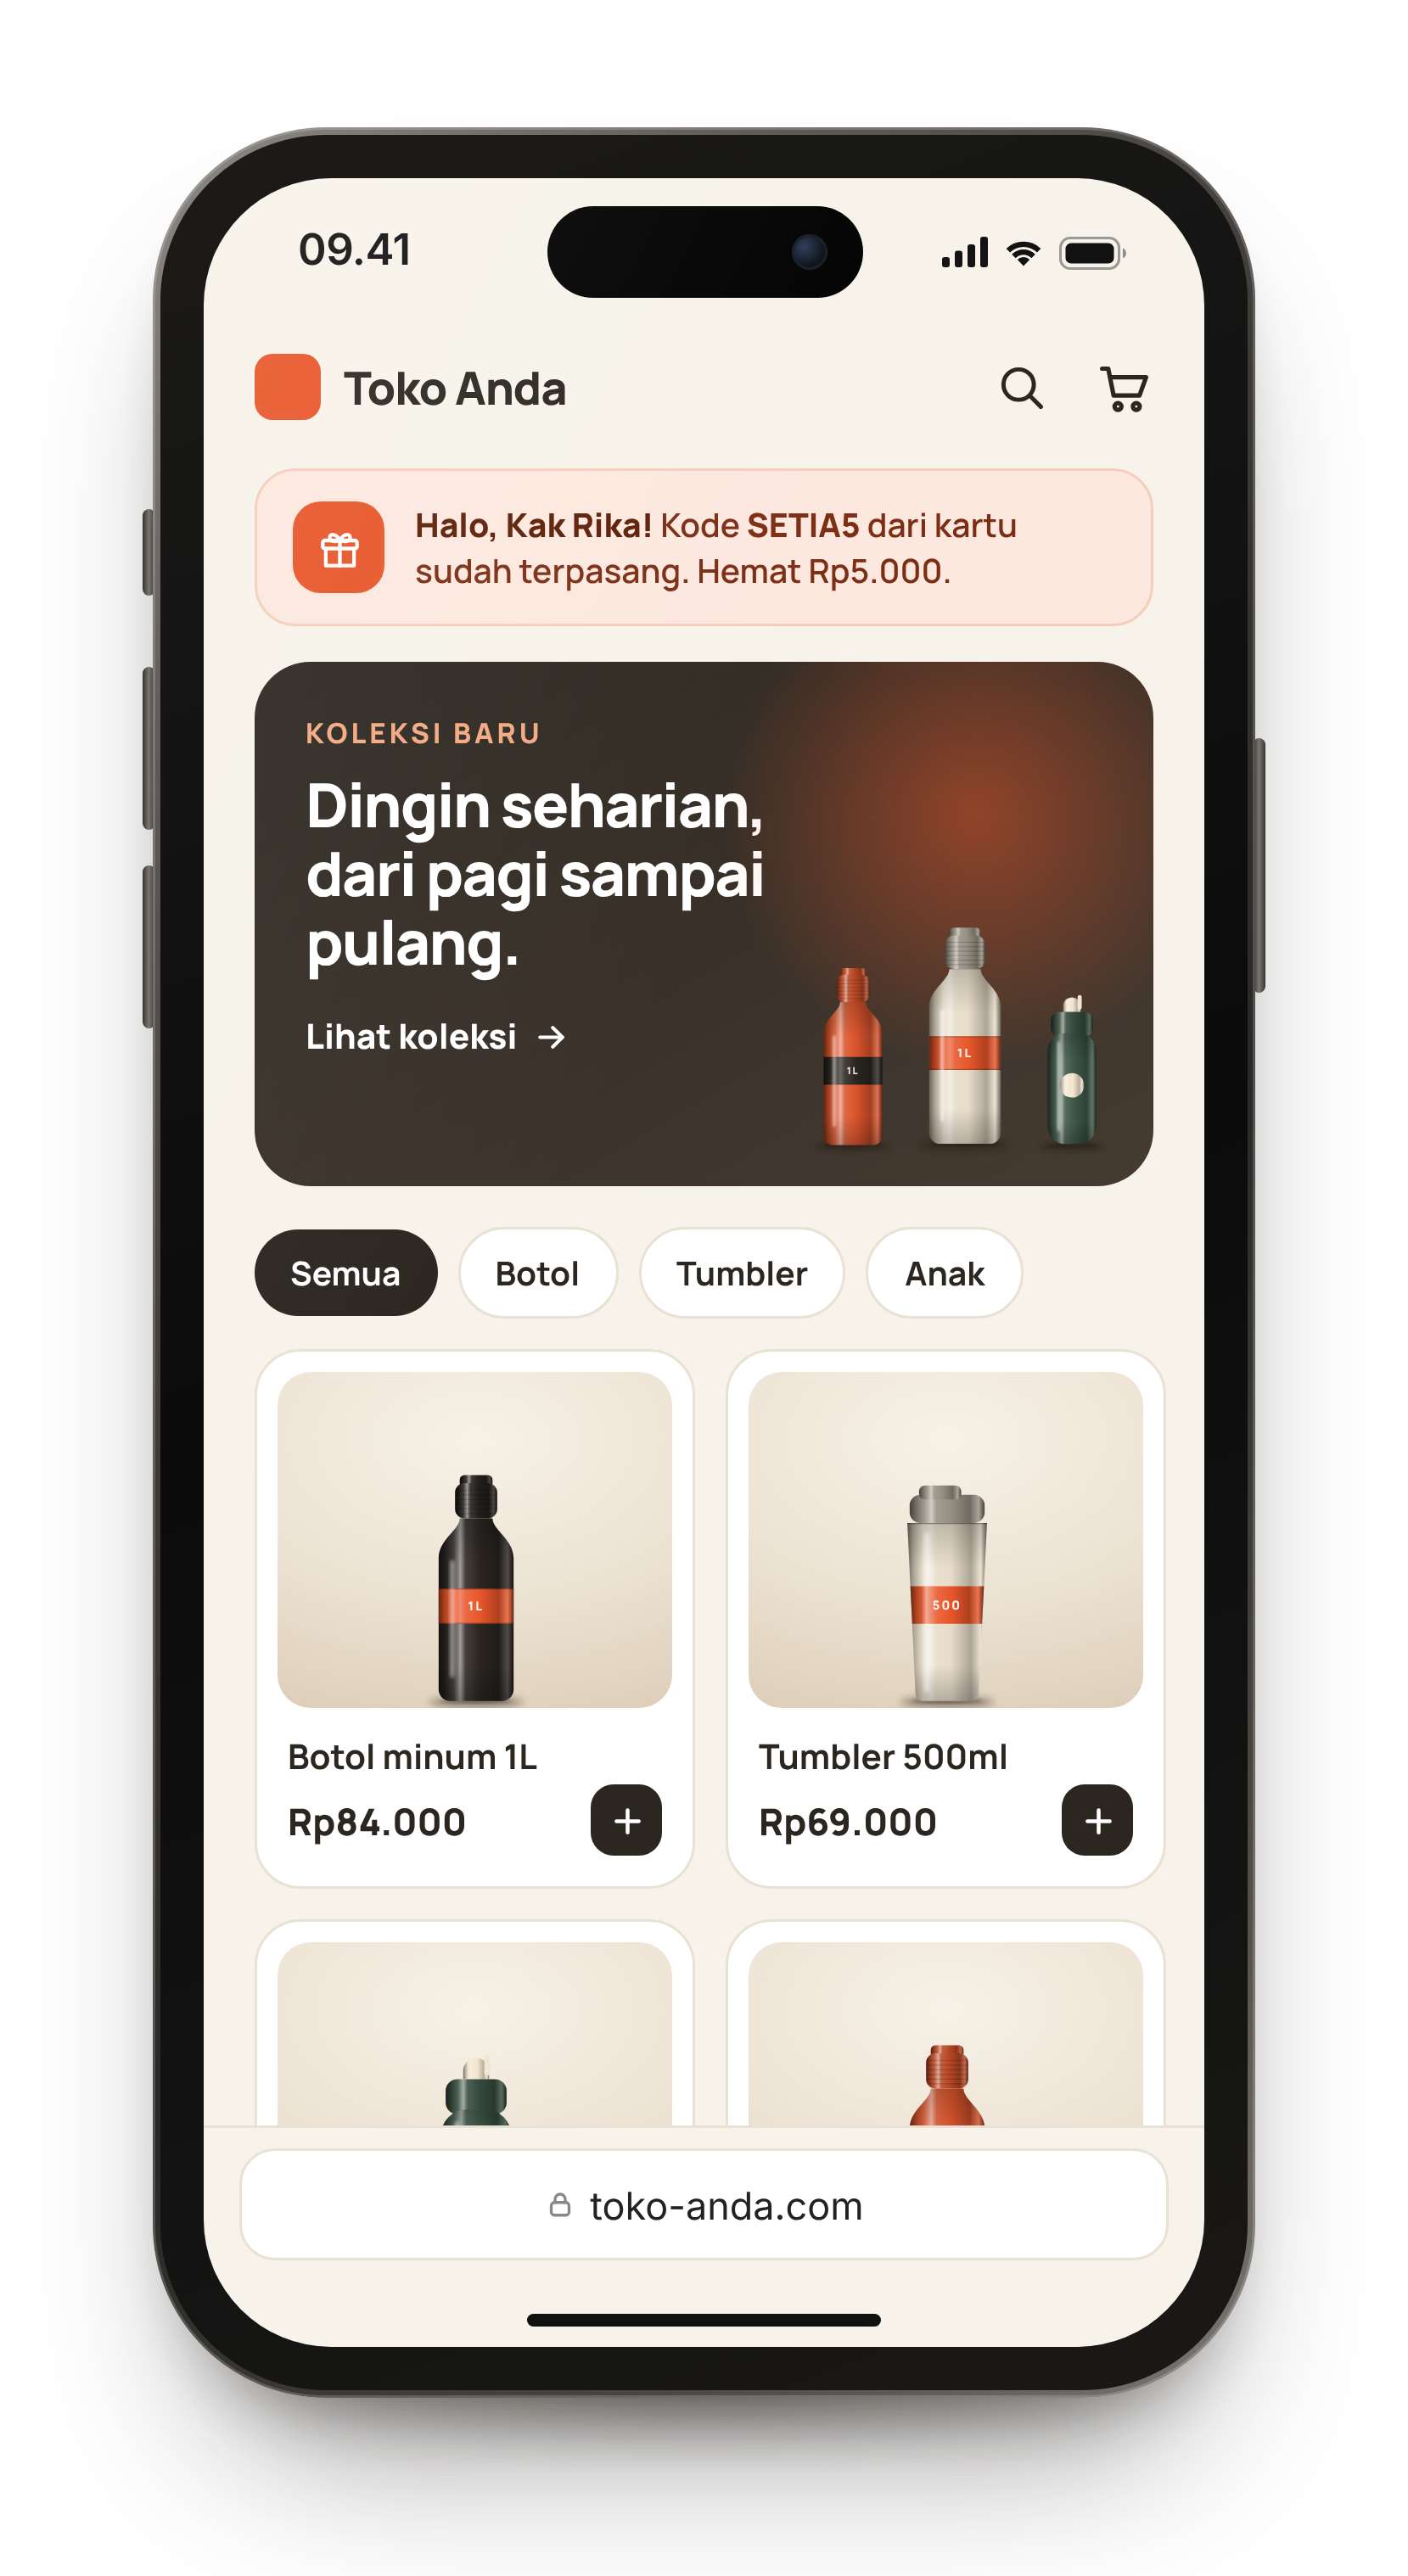 09.41
Toko Anda
Halo, Kak Rika! Kode SETIA5 dari kartu
sudah terpasang. Hemat Rp5.000.
KOLEKSI BARU
Dingin seharian,
dari pagi sampai
pulang.
Lihat koleksi →
1L
1L
Semua
Botol
Tumbler
Anak
1L
500
Botol minum 1L
Rp84.000
Tumbler 500ml
Rp69.000
toko-anda.com